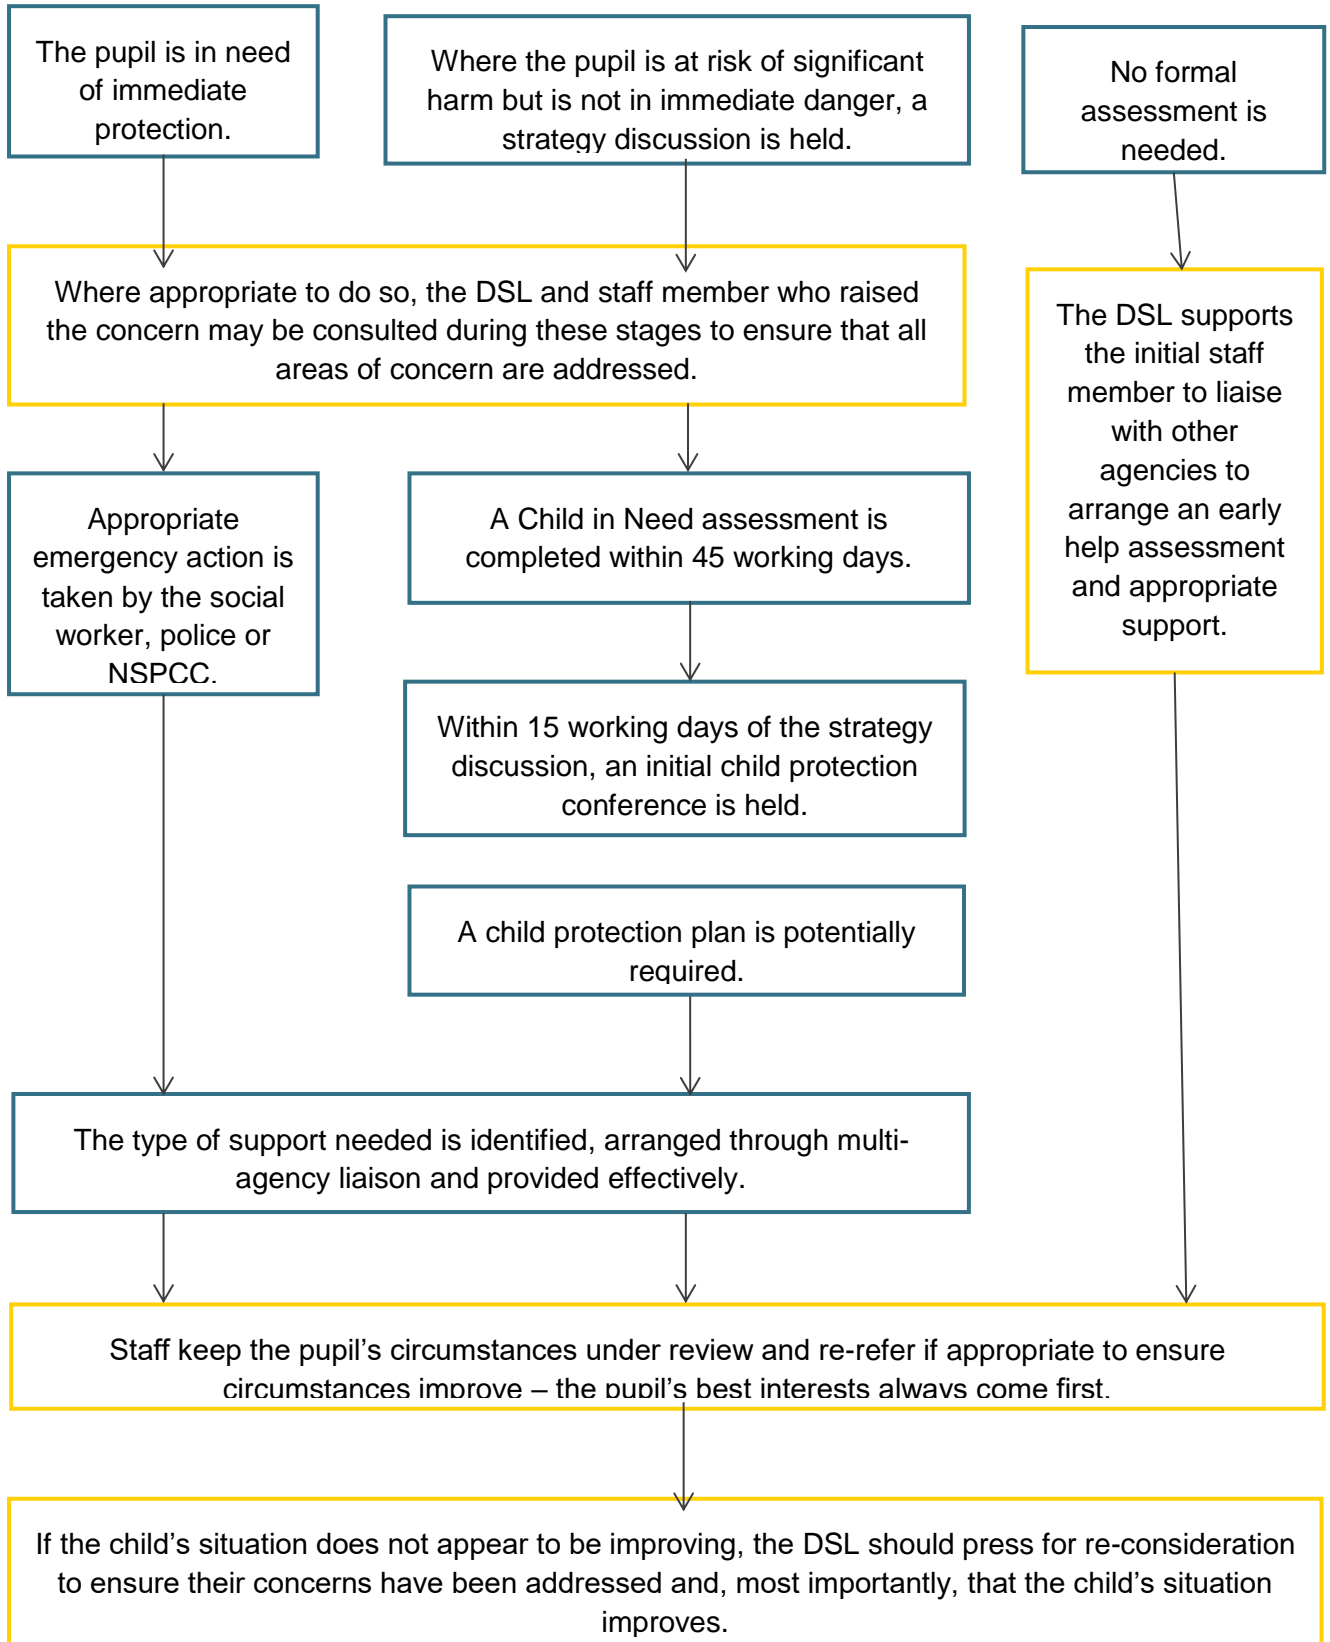 The pupil is in need
of immediate
protection.
Where the pupil is at risk of significant
harm but is not in immediate danger, a
strategy discussion is held.
No formal
assessment is
needed.
Where appropriate to do so, the DSL and staff member who raised
the concern may be consulted during these stages to ensure that all
areas of concern are addressed.
The DSL supports
the initial staff
member to liaise
with other
agencies to
arrange an early
help assessment
and appropriate
support.
Appropriate
emergency action is
taken by the social
worker, police or
NSPCC.
A Child in Need assessment is
completed within 45 working days.
Within 15 working days of the strategy
discussion, an initial child protection
conference is held.
A child protection plan is potentially
required.
The type of support needed is identified, arranged through multi-
agency liaison and provided effectively.
Staff keep the pupil’s circumstances under review and re-refer if appropriate to ensure
circumstances improve – the pupil’s best interests always come first.
If the child’s situation does not appear to be improving, the DSL should press for re-consideration
to ensure their concerns have been addressed and, most importantly, that the child’s situation
improves.